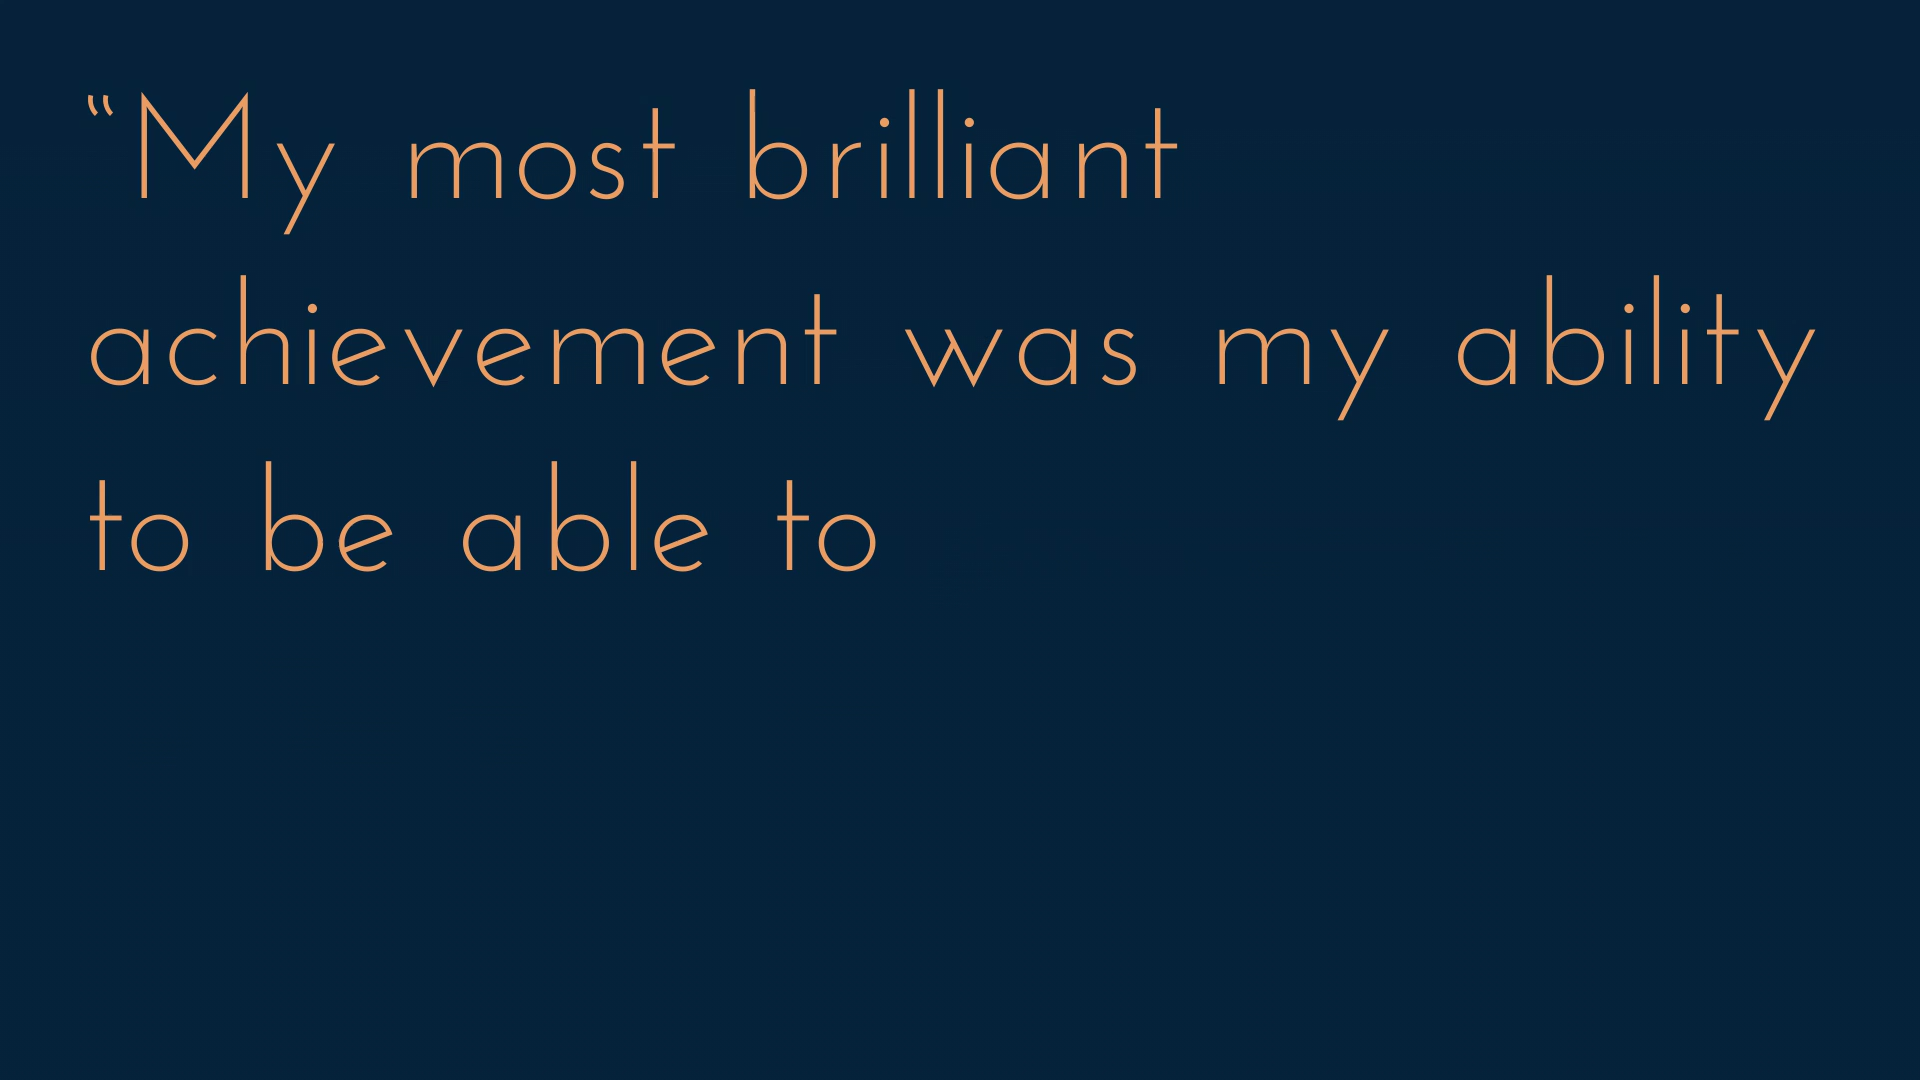 “My most brilliant
achievement was my ability
to be able to